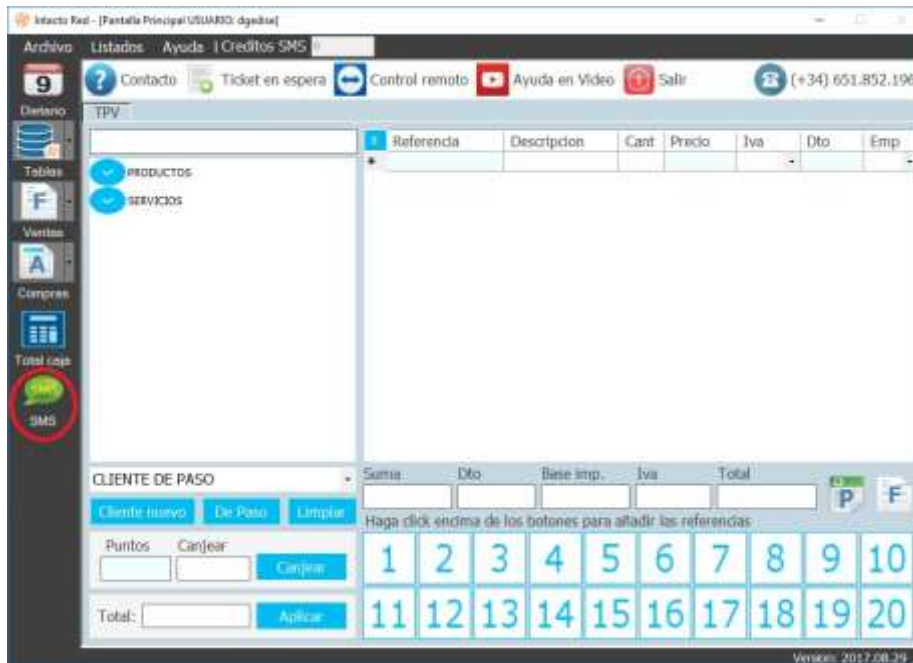 Intacto Red - [Pantalla Principal USUARIO: dgedise]
Archivo Listados Ayuda | Creditos SMS 0
9 Contacto Ticket en espera Control remoto Ayuda en Video Salir (+34) 651.852.196
Dietario TPV
Referencia Descripcion Cant Precio Iva Dto Emp
Tablas PRODUCTOS
SERVICIOS
F
Ventas
A
Compras
Total caja
SMS
CLIENTE DE PASO Suma Dto Base imp. Iva Total
P F
Cliente nuevo De Paso Limpiar
Haga click encima de los botones para añadir las referencias
Puntos Canjear
Canjear
1 2 3 4 5 6 7 8 9 10
Total: Aplicar
11 12 13 14 15 16 17 18 19 20
Version: 2017.08.29